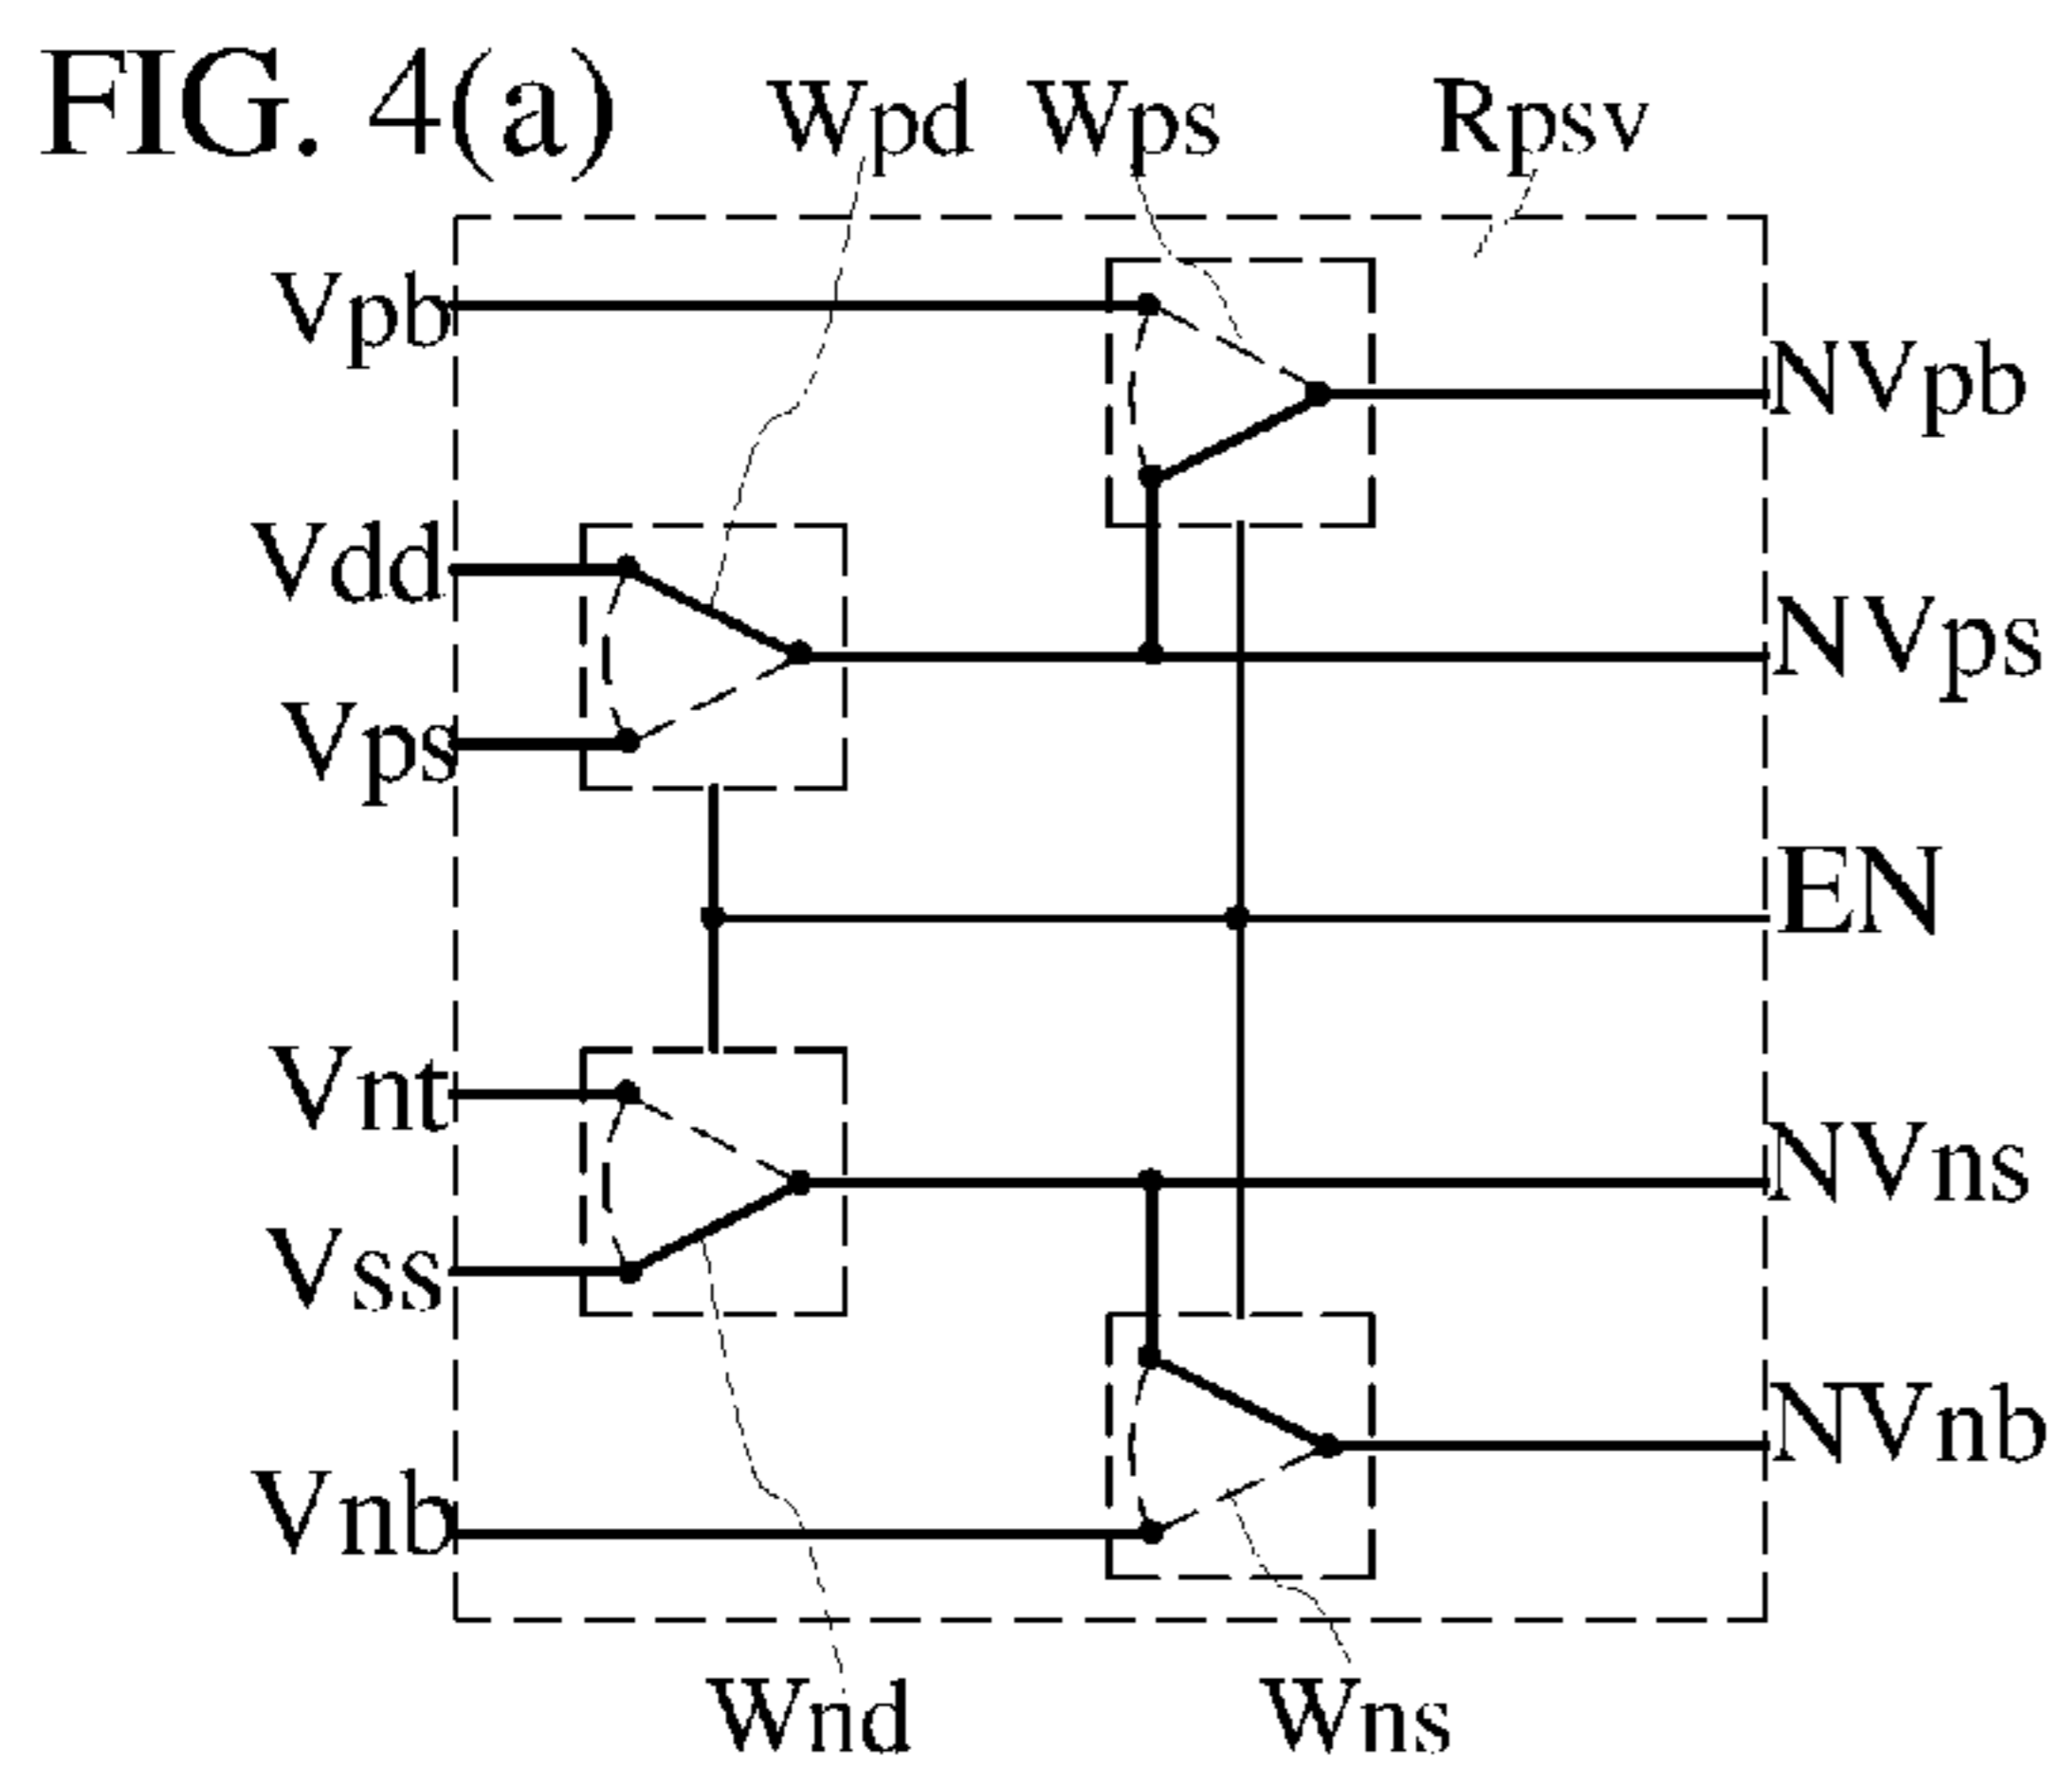 FIG. 4(a)
Wpd Wps Rpsv
Vpb
NVpb
Vdd
NVps
Vps
EN
Vnt
NVns
Vss
NVnb
Vnb
Wnd Wns